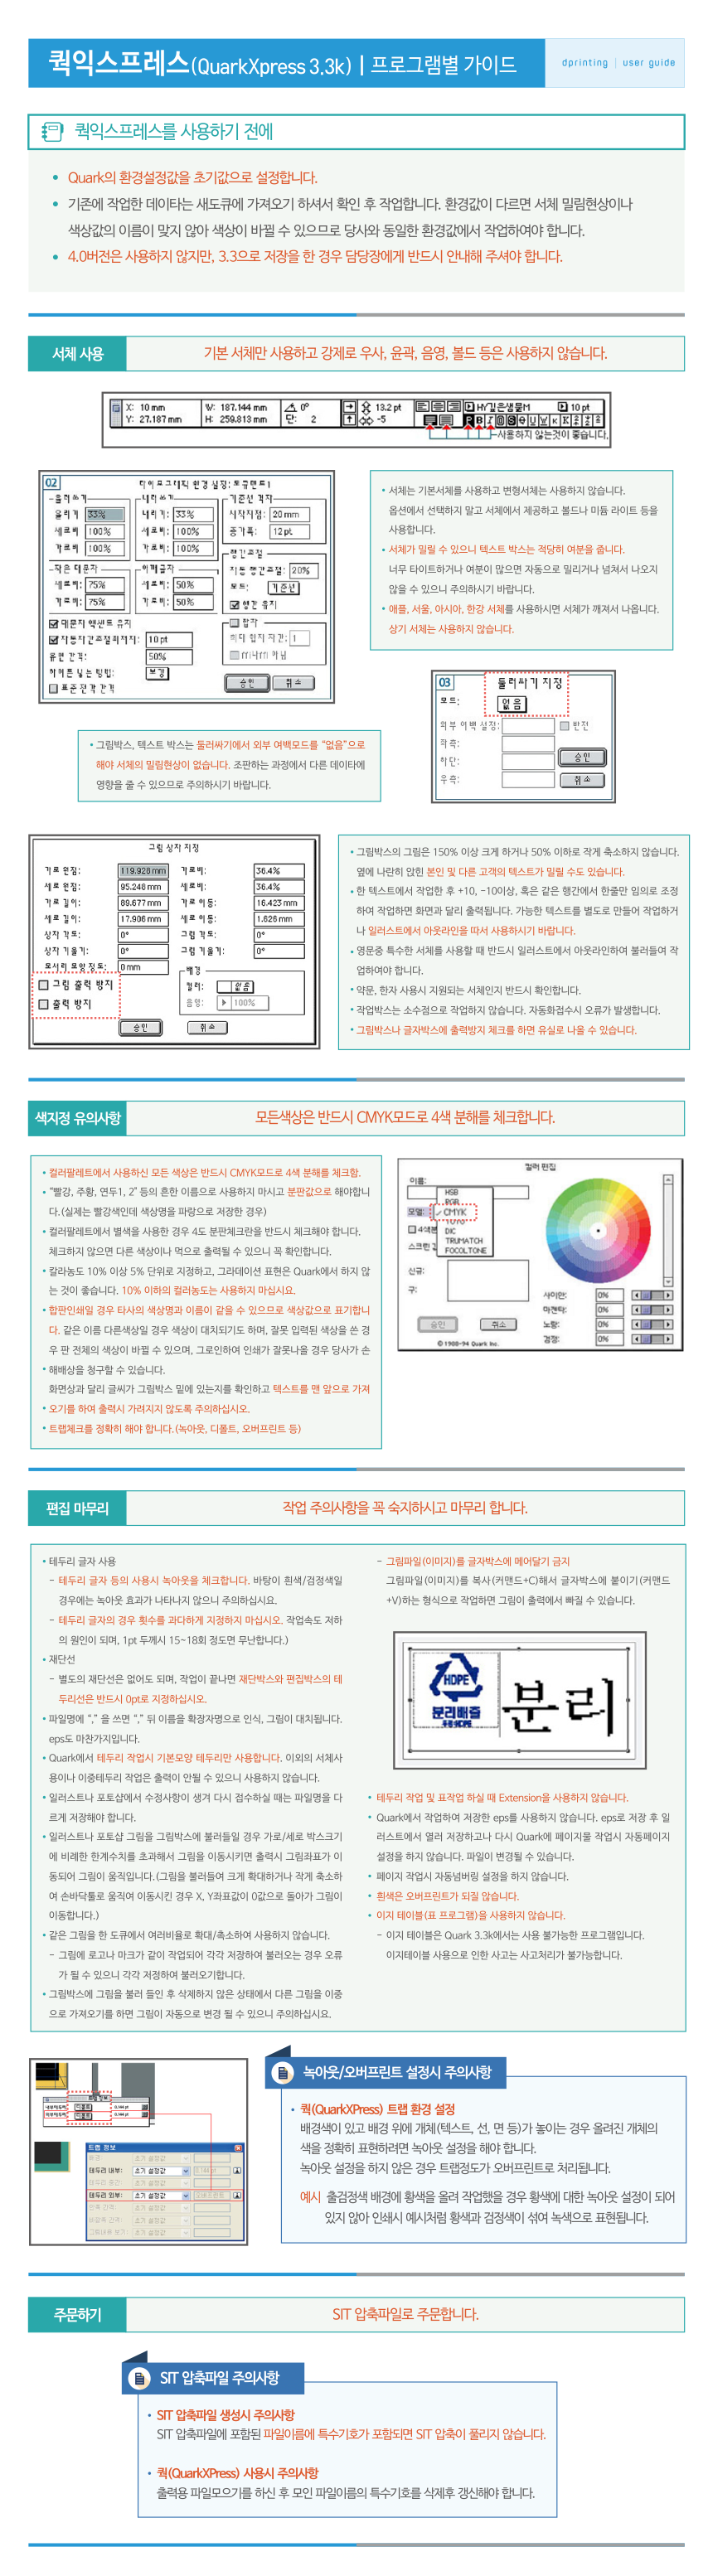 퀵익스프레스(QuarkXpress 3.3k) | 프로그램별 가이드
dprinting | user guide
퀵익스프레스를 사용하기 전에
• Quark의 환경설정값을 초기값으로 설정합니다.
• 기존에 작업한 데이타는 새도큐에 가져오기 하셔서 확인 후 작업합니다. 환경값이 다르면 서체 밀림현상이나
색상값의 이름이 맞지 않아 색상이 바뀔 수 있으므로 당사와 동일한 환경값에서 작업하여야 합니다.
• 4.0버전은 사용하지 않지만, 3.3으로 저장을 한 경우 담당장에게 반드시 안내해 주셔야 합니다.
서체 사용
기본 서체만 사용하고 강제로 우사, 윤곽, 음영, 볼드 등은 사용하지 않습니다.
X: 10 mm W: 187.144 mm 0° 13.2 pt HY깊은샘물M 10 pt
Y: 27.187 mm H: 259.813 mm 단: 2 -5
사용하지 않는것이 좋습니다.
02 타이포그래픽 환경 설정: 도큐먼트1
올려쓰기 내려쓰기 기준선 격자
올리기 33% 내리기: 33% 시작지점: 20 mm
세로비 100% 세로비: 100% 증가폭: 12 pt
가로비 100% 가로비: 100%
행간조절
작은 대문자 어깨글자 자동 행간조절: 20%
세로비: 75% 세로비: 50% 모드: 기준선
가로비: 75% 가로비: 50% 행간 유지
대문자 액센트 유지 합자
자동자간조절최저치: 10 pt 최대 합자 자간: 1
유연 간격: 50% ffi나ffl 아님
하이픈 넣는 방법: 보강
표준전각 간격 승인 취소
• 서체는 기본서체를 사용하고 변형서체는 사용하지 않습니다.
옵션에서 선택하지 말고 서체에서 제공하고 볼드나 미듐 라이트 등을
사용합니다.
• 서체가 밀릴 수 있으니 텍스트 박스는 적당히 여분을 줍니다.
너무 타이트하거나 여분이 많으면 자동으로 밀리거나 넘쳐서 나오지
않을 수 있으니 주의하시기 바랍니다.
• 애플, 서울, 아시아, 한강 서체를 사용하시면 서체가 깨져서 나옵니다.
상기 서체는 사용하지 않습니다.
03 둘러싸기 지정
모드: 없음
외부 여백 설정: 반전
좌측:
하단: 승인
우측: 취소
• 그림박스, 텍스트 박스는 둘러싸기에서 외부 여백모드를 “없음”으로
해야 서체의 밀림현상이 없습니다. 조판하는 과정에서 다른 데이타에
영향을 줄 수 있으므로 주의하시기 바랍니다.
그림 상자 지정
가로 원점: 119.928 mm 가로비: 36.4%
세로 원점: 95.248 mm 세로비: 36.4%
가로 길이: 89.677 mm 가로 이동: 16.423 mm
세로 길이: 17.906 mm 세로 이동: 1.626 mm
상자 각도: 0° 그림 각도: 0°
상자 기울기: 0° 그림 기울기: 0°
모서리 모양 정도: 0 mm 배경
그림 출력 방지 컬러: 없음
출력 방지 음영: 100%
승인 취소
• 그림박스의 그림은 150% 이상 크게 하거나 50% 이하로 작게 축소하지 않습니다.
옆에 나란히 앉힌 본인 및 다른 고객의 텍스트가 밀릴 수도 있습니다.
• 한 텍스트에서 작업한 후 +10, -10이상, 혹은 같은 행간에서 한줄만 임의로 조정
하여 작업하면 화면과 달리 출력됩니다. 가능한 텍스트를 별도로 만들어 작업하거
나 일러스트에서 아웃라인을 따서 사용하시기 바랍니다.
• 영문중 특수한 서체를 사용할 때 반드시 일러스트에서 아웃라인하여 불러들여 작
업하여야 합니다.
• 약문, 한자 사용시 지원되는 서체인지 반드시 확인합니다.
• 작업박스는 소수점으로 작업하지 않습니다. 자동화접수시 오류가 발생합니다.
• 그림박스나 글자박스에 출력방지 체크를 하면 유실로 나올 수 있습니다.
색지정 유의사항
모든색상은 반드시 CMYK모드로 4색 분해를 체크합니다.
• 컬러팔레트에서 사용하신 모든 색상은 반드시 CMYK모드로 4색 분해를 체크함.
• “빨강, 주황, 연두1, 2” 등의 흔한 이름으로 사용하지 마시고 분판값으로 해야합니
다.(실제는 빨강색인데 색상명을 파랑으로 저장한 경우)
• 컬러팔레트에서 별색을 사용한 경우 4도 분판체크란을 반드시 체크해야 합니다.
체크하지 않으면 다른 색상이나 먹으로 출력될 수 있으니 꼭 확인합니다.
• 칼라농도 10% 이상 5% 단위로 지정하고, 그라데이션 표현은 Quark에서 하지 않
는 것이 좋습니다. 10% 이하의 컬러농도는 사용하지 마십시요.
• 합판인쇄일 경우 타사의 색상명과 이름이 같을 수 있으므로 색상값으로 표기합니
다. 같은 이름 다른색상일 경우 색상이 대치되기도 하며, 잘못 입력된 색상을 쓴 경
우 판 전체의 색상이 바뀔 수 있으며, 그로인하여 인쇄가 잘못나올 경우 당사가 손
• 해배상을 청구할 수 있습니다.
화면상과 달리 글씨가 그림박스 밑에 있는지를 확인하고 텍스트를 맨 앞으로 가져
• 오기를 하여 출력시 가려지지 않도록 주의하십시오.
• 트랩체크를 정확히 해야 합니다.(녹아웃, 디폴트, 오버프린트 등)
컬러 편집
이름:
HSB
RGB
모델: CMYK
DIC
TRUMATCH
FOCOLTONE
신규:
구:
승인 취소
사이안: 0%
마젠타: 0%
노랑: 0%
검정: 0%
© 1986-94 Quark Inc.
편집 마무리
작업 주의사항을 꼭 숙지하시고 마무리 합니다.
• 테두리 글자 사용
- 테두리 글자 등의 사용시 녹아웃을 체크합니다. 바탕이 흰색/검정색일
경우에는 녹아웃 효과가 나타나지 않으니 주의하십시요.
- 테두리 글자의 경우 횟수를 과다하게 지정하지 마십시오. 작업속도 저하
의 원인이 되며, 1pt 두께시 15~18회 정도면 무난합니다.)
• 재단선
- 별도의 재단선은 없어도 되며, 작업이 끝나면 재단박스와 편집박스의 테
두리선은 반드시 0pt로 지정하십시오.
• 파일명에 “,” 을 쓰면 “,” 뒤 이름을 확장자명으로 인식, 그림이 대치됩니다.
eps도 마찬가지입니다.
• Quark에서 테두리 작업시 기본모양 테두리만 사용합니다. 이외의 서체사
용이나 이중테두리 작업은 출력이 안될 수 있으니 사용하지 않습니다.
• 일러스트나 포토샵에서 수정사항이 생겨 다시 접수하실 때는 파일명을 다
르게 저장해야 합니다.
• 일러스트나 포토샵 그림을 그림박스에 불러들일 경우 가로/세로 박스크기
에 비례한 한계수치를 초과해서 그림을 이동시키면 출력시 그림좌표가 이
동되어 그림이 움직입니다.(그림을 불러들여 크게 확대하거나 작게 축소하
여 손바닥툴로 움직여 이동시킨 경우 X, Y좌표값이 0값으로 돌아가 그림이
이동합니다.)
• 같은 그림을 한 도큐에서 여러비율로 확대/축소하여 사용하지 않습니다.
- 그림에 로고나 마크가 같이 작업되어 각각 저장하여 불러오는 경우 오류
가 될 수 있으니 각각 저정하여 불러오기합니다.
• 그림박스에 그림을 불러 들인 후 삭제하지 않은 상태에서 다른 그림을 이중
으로 가져오기를 하면 그림이 자동으로 변경 될 수 있으니 주의하십시요.
- 그림파일(이미지)를 글자박스에 메어달기 금지
그림파일(이미지)를 복사(커맨드+C)해서 글자박스에 붙이기(커맨드
+V)하는 형식으로 작업하면 그림이 출력에서 빠질 수 있습니다.
HDPE
분리배출
분리
• 테두리 작업 및 표작업 하실 때 Extension을 사용하지 않습니다.
• Quark에서 작업하여 저장한 eps를 사용하지 않습니다. eps로 저장 후 일
러스트에서 열러 저장하고나 다시 Quark에 페이지물 작업시 자동페이지
설정을 하지 않습니다. 파일이 변경될 수 있습니다.
• 페이지 작업시 자동넘버링 설정을 하지 않습니다.
• 흰색은 오버프린트가 되질 않습니다.
• 이지 테이블(표 프로그램)을 사용하지 않습니다.
- 이지 테이블은 Quark 3.3k에서는 사용 불가능한 프로그램입니다.
이지테이블 사용으로 인한 사고는 사고처리가 불가능합니다.
트랩 정보
테두리 내부: 초기 설정값
테두리 외부: 초기 설정값
녹아웃/오버프린트 설정시 주의사항
• 퀵(QuarkXPress) 트랩 환경 설정
배경색이 있고 배경 위에 개체(텍스트, 선, 면 등)가 놓이는 경우 올려진 개체의
색을 정확히 표현하려면 녹아웃 설정을 해야 합니다.
녹아웃 설정을 하지 않은 경우 트랩정도가 오버프린트로 처리됩니다.
예시 출검정색 배경에 황색을 올려 작업했을 경우 황색에 대한 녹아웃 설정이 되어
있지 않아 인쇄시 예시처럼 황색과 검정색이 섞여 녹색으로 표현됩니다.
주문하기
SIT 압축파일로 주문합니다.
SIT 압축파일 주의사항
• SIT 압축파일 생성시 주의사항
SIT 압축파일에 포함된 파일이름에 특수기호가 포함되면 SIT 압축이 풀리지 않습니다.
• 퀵(QuarkXPress) 사용시 주의사항
출력용 파일모으기를 하신 후 모인 파일이름의 특수기호를 삭제후 갱신해야 합니다.